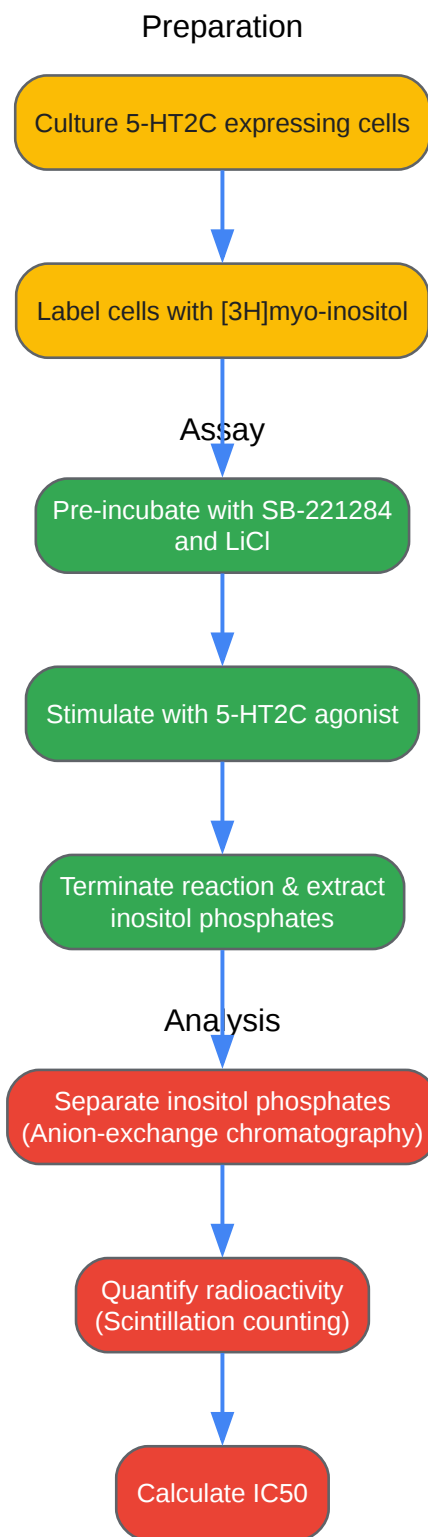 Preparation
Culture 5-HT2C expressing cells
Label cells with [3H]myo-inositol
Assay
Pre-incubate with SB-221284
and LiCl
Stimulate with 5-HT2C agonist
Terminate reaction & extract
inositol phosphates
Analysis
Separate inositol phosphates
(Anion-exchange chromatography)
Quantify radioactivity
(Scintillation counting)
Calculate IC50